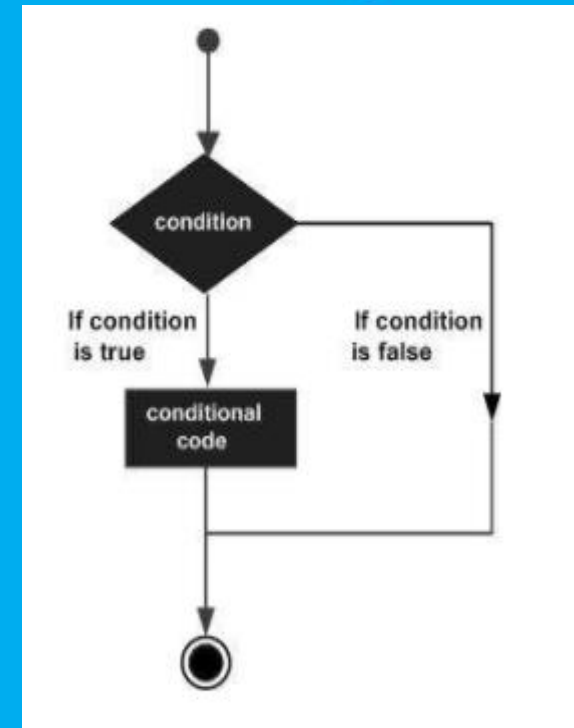 condition
If condition
is true
If condition
is false
conditional
code